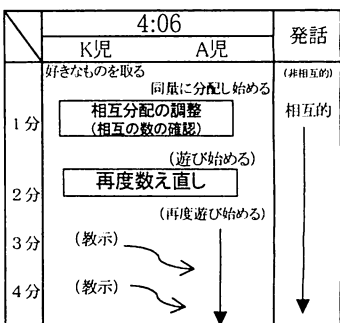 4:06
K児 A児 発話
好きなものを取る (非相互的)
同量に分配し始める
相互分配の調整 相互的
(相互の数の確認)
1分
(遊び始める)
再度数え直し
2分
(再度遊び始める)
3分 (教示)
4分 (教示)